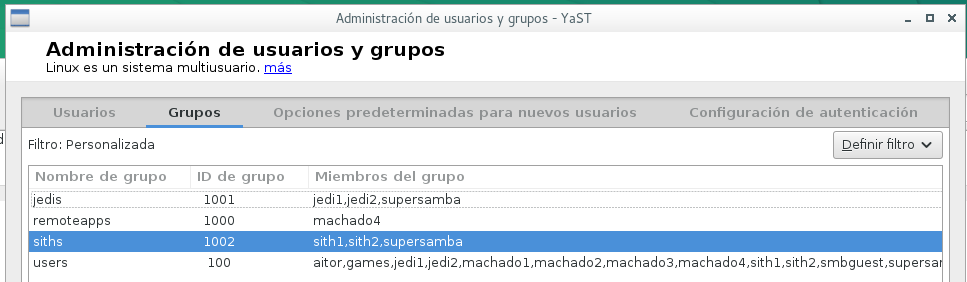 Administración de usuarios y grupos - YaST
Administración de usuarios y grupos
Linux es un sistema multiusuario. más
Usuarios Grupos Opciones predeterminadas para nuevos usuarios Configuración de autenticación
Filtro: Personalizada Definir filtro
Nombre de grupo ID de grupo Miembros del grupo
jedis 1001 jedi1,jedi2,supersamba
remoteapps 1000 machado4
siths 1002 sith1,sith2,supersamba
users 100 aitor,games,jedi1,jedi2,machado1,machado2,machado3,machado4,sith1,sith2,smbguest,supersar